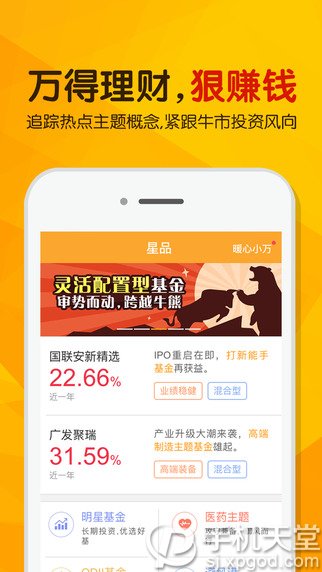 万得理财,狠赚钱
追踪热点主题概念,紧跟牛市投资风向
星品
暖心小万
灵活配置型基金
审势而动,跨越牛熊
国联安新精选
22.66%
近一年
IPO重启在即，打新能手
基金再获益。
业绩稳健
混合型
广发聚瑞
31.59%
近一年
产业升级大潮来袭，高端
制造主题基金雄起。
高端装备
混合型
明星基金
长期投资,优选好
基
医药主题
QDII基金
手机天堂
xpgod.com